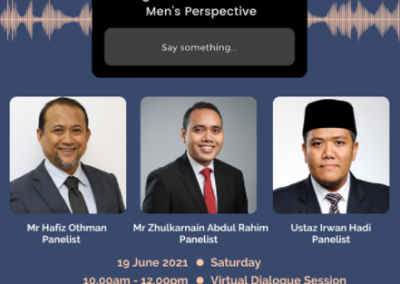 Men's Perspective
Say something...
Mr Hafiz Othman
Panelist
Mr Zhulkarnain Abdul Rahim
Panelist
Ustaz Irwan Hadi
Panelist
19 June 2021 ● Saturday
10.00am - 12.00pm ● Virtual Dialogue Session